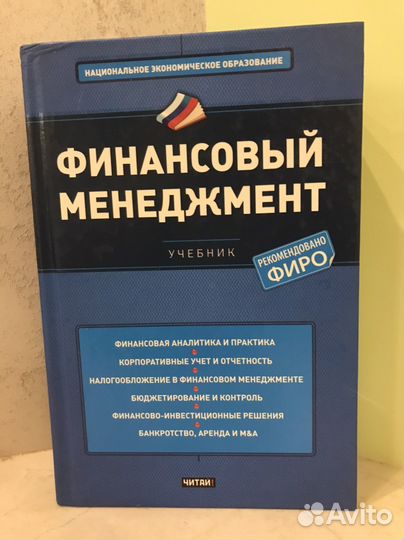 НАЦИОНАЛЬНОЕ ЭКОНОМИЧЕСКОЕ ОБРАЗОВАНИЕ
ФИНАНСОВЫЙ
МЕНЕДЖМЕНТ
УЧЕБНИК
РЕКОМЕНДОВАНО
ФИРО
ФИНАНСОВАЯ АНАЛИТИКА И ПРАКТИКА
КОРПОРАТИВНЫЕ УЧЕТ И ОТЧЕТНОСТЬ
НАЛОГООБЛОЖЕНИЕ В ФИНАНСОВОМ МЕНЕДЖМЕНТЕ
БЮДЖЕТИРОВАНИЕ И КОНТРОЛЬ
ФИНАНСОВО-ИНВЕСТИЦИОННЫЕ РЕШЕНИЯ
БАНКРОТСТВО, АРЕНДА И M&A
ЧИТАЙ!
Avito